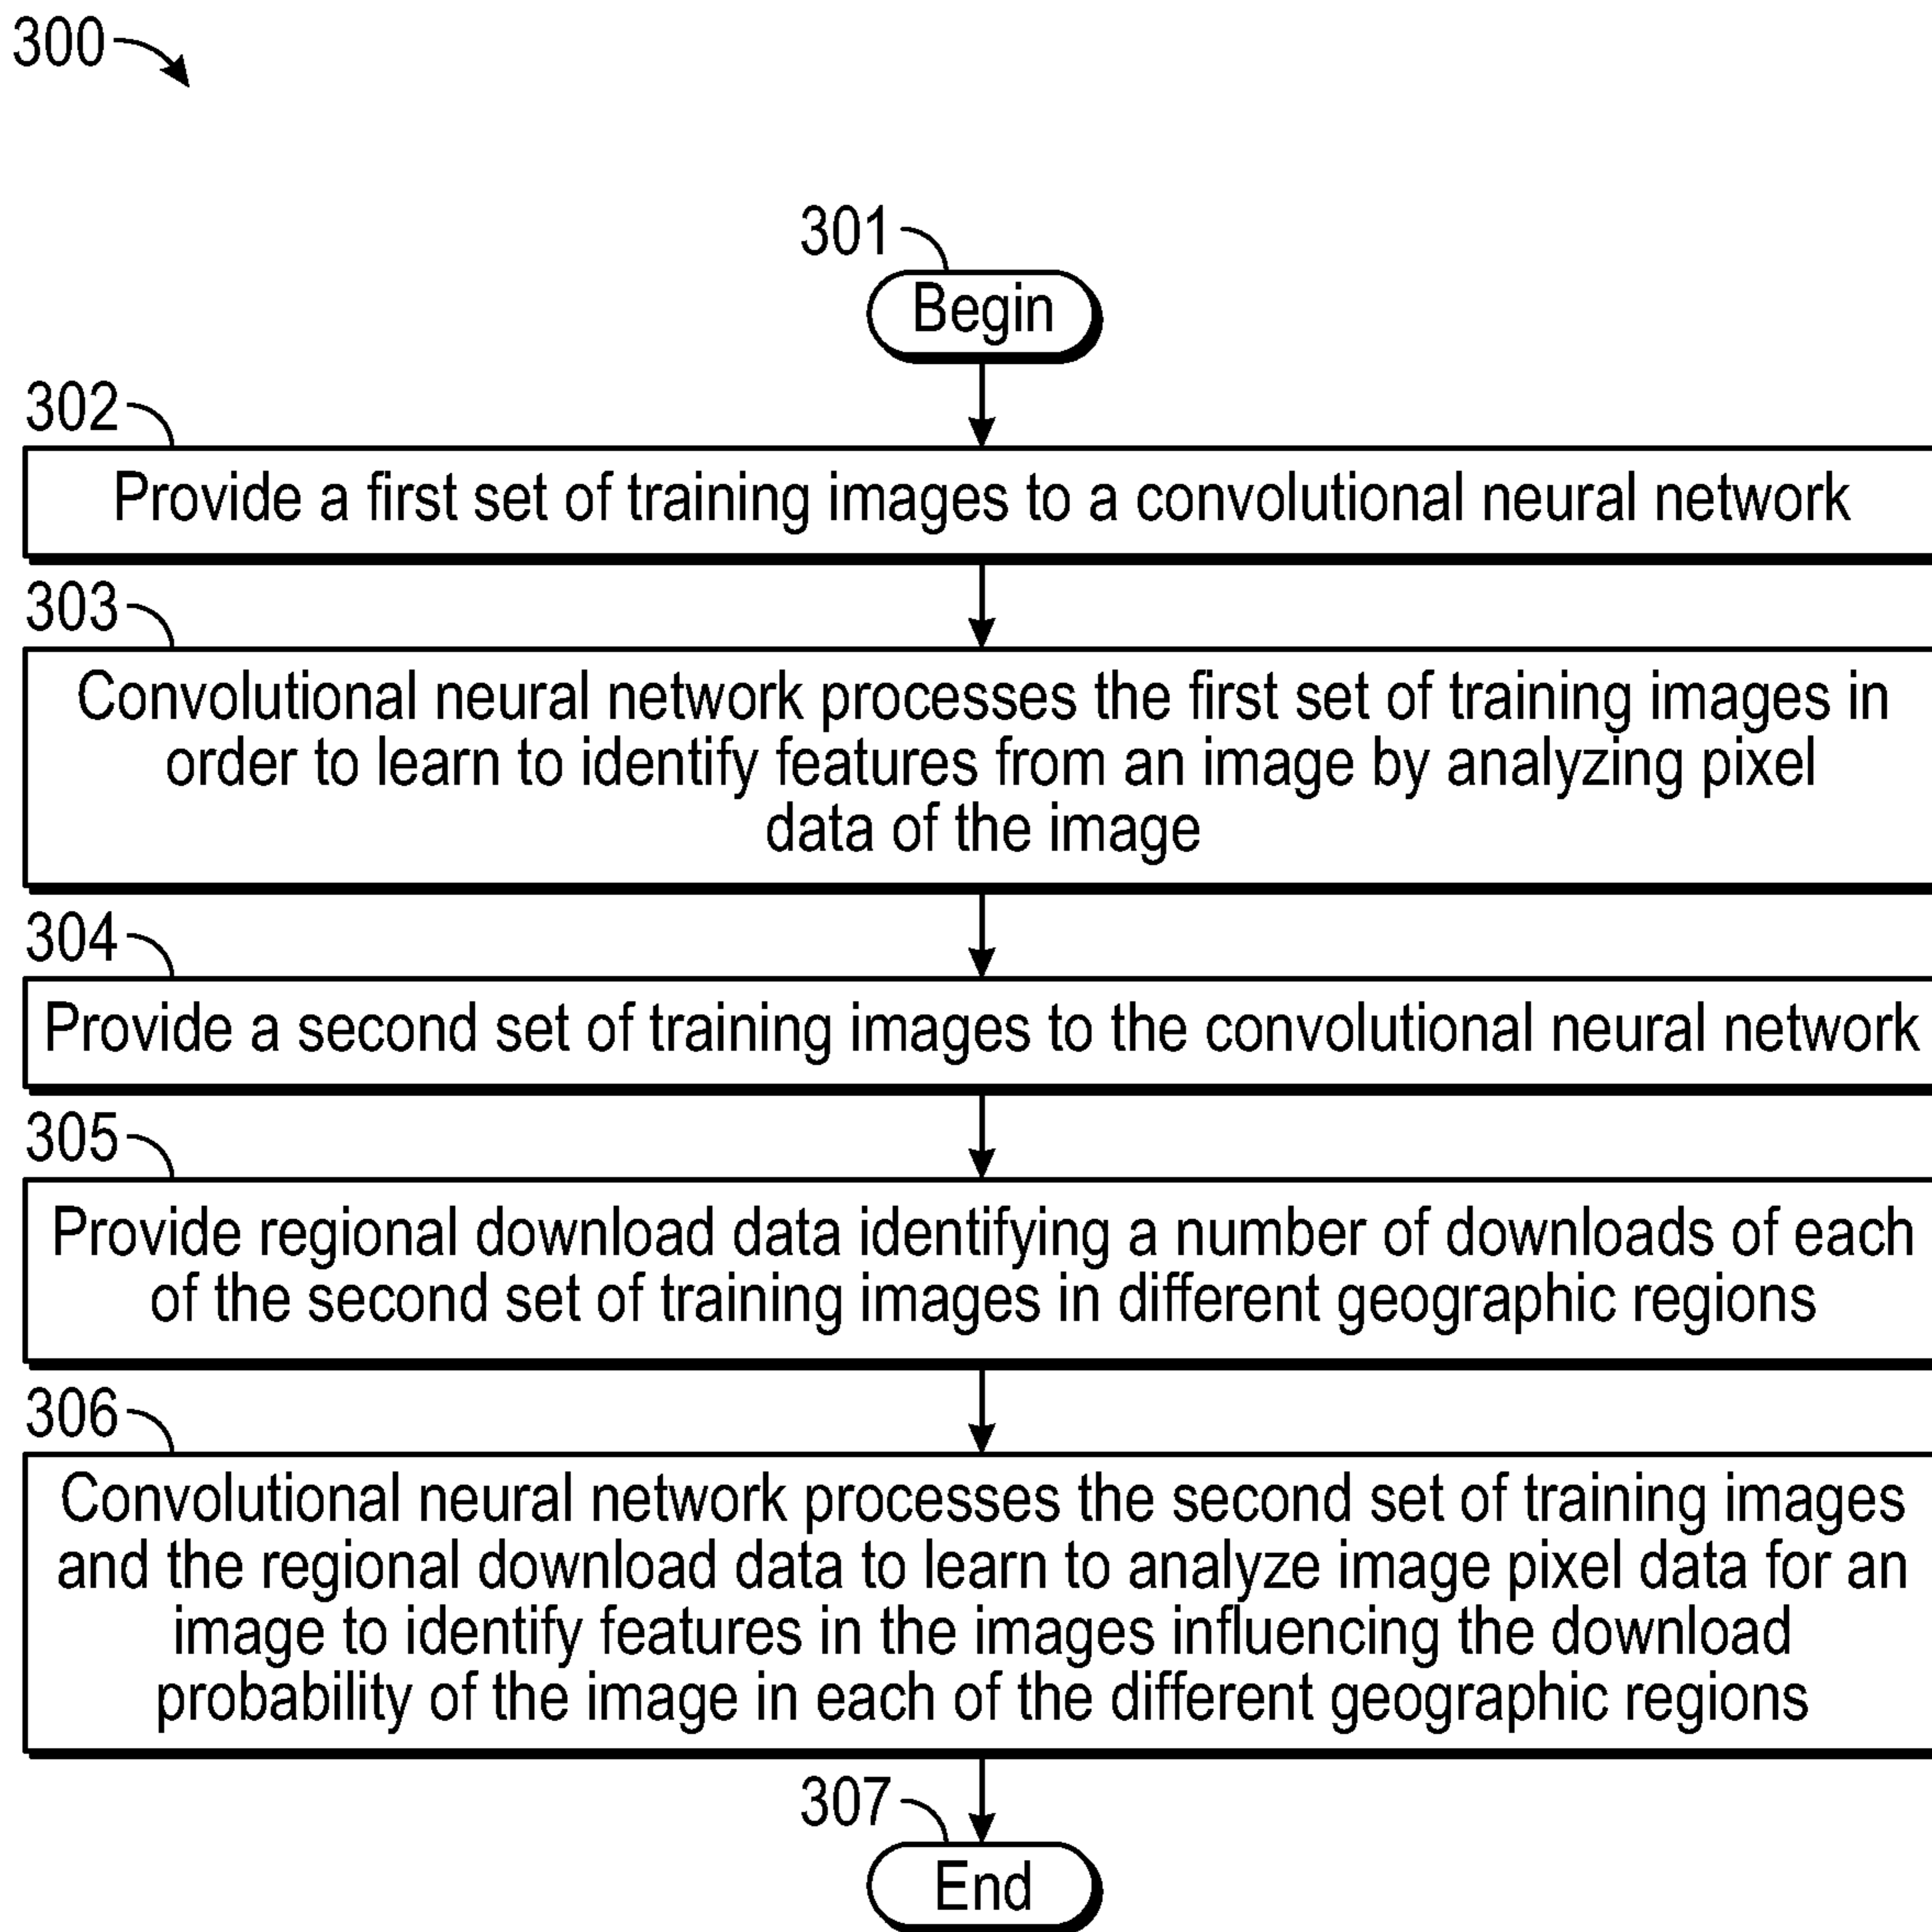 300
301
Begin
302
Provide a first set of training images to a convolutional neural network
303
Convolutional neural network processes the first set of training images in
order to learn to identify features from an image by analyzing pixel
data of the image
304
Provide a second set of training images to the convolutional neural network
305
Provide regional download data identifying a number of downloads of each
of the second set of training images in different geographic regions
306
Convolutional neural network processes the second set of training images
and the regional download data to learn to analyze image pixel data for an
image to identify features in the images influencing the download
probability of the image in each of the different geographic regions
307
End